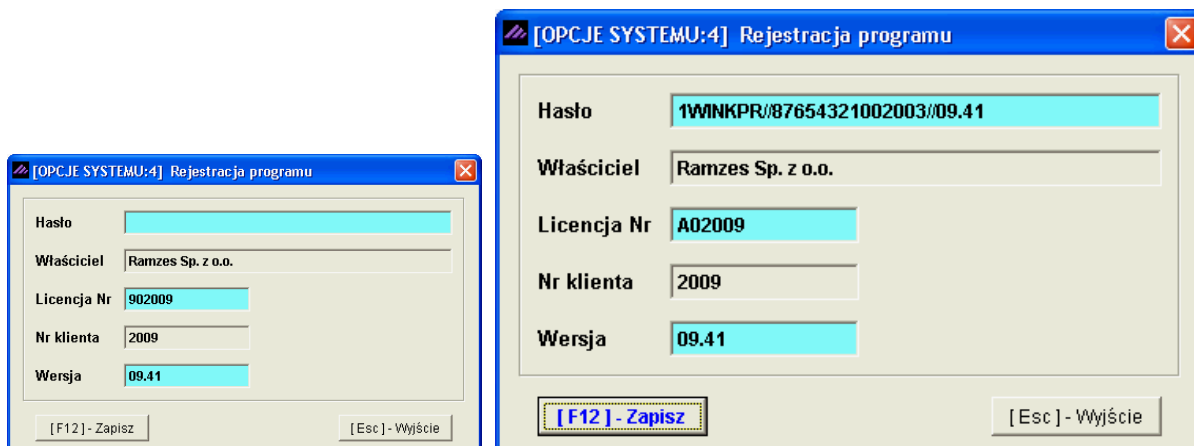 [OPCJE SYSTEMU:4] Rejestracja programu
Hasło
Właściciel Ramzes Sp. z o.o.
Licencja Nr 902009
Nr klienta 2009
Wersja 09.41
[ F12 ] - Zapisz [ Esc ] - Wyjście
[OPCJE SYSTEMU:4] Rejestracja programu
Hasło 1WINKPR//87654321002003//09.41
Właściciel Ramzes Sp. z o.o.
Licencja Nr A02009
Nr klienta 2009
Wersja 09.41
[ F12 ] - Zapisz [ Esc ] - Wyjście